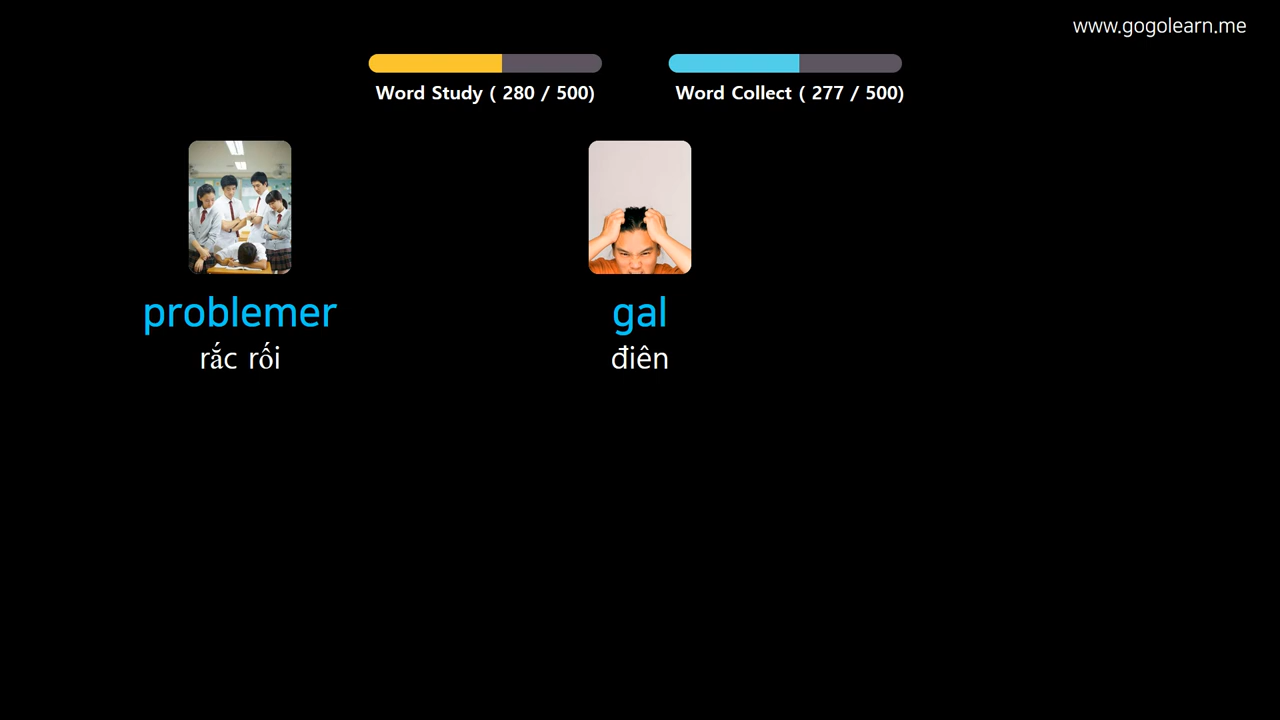 www.gogolearn.me
Word Study ( 280 / 500)
Word Collect ( 277 / 500)
problemer
rắc rối
gal
điên